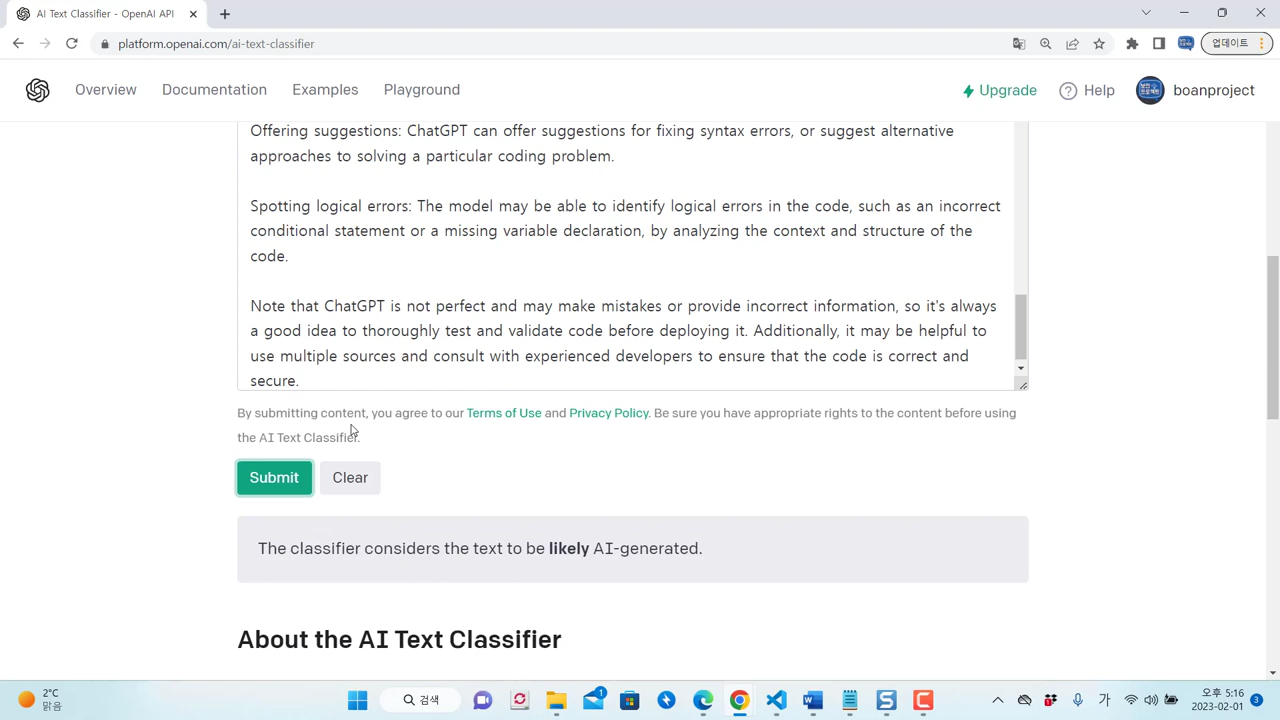 AI Text Classifier - OpenAI API
platform.openai.com/ai-text-classifier
업데이트
Overview
Documentation
Examples
Playground
Upgrade
Help
boanproject
Offering suggestions: ChatGPT can offer suggestions for fixing syntax errors, or suggest alternative
approaches to solving a particular coding problem.
Spotting logical errors: The model may be able to identify logical errors in the code, such as an incorrect
conditional statement or a missing variable declaration, by analyzing the context and structure of the
code.
Note that ChatGPT is not perfect and may make mistakes or provide incorrect information, so it's always
a good idea to thoroughly test and validate code before deploying it. Additionally, it may be helpful to
use multiple sources and consult with experienced developers to ensure that the code is correct and
secure.
By submitting content, you agree to our Terms of Use and Privacy Policy. Be sure you have appropriate rights to the content before using
the AI Text Classifier.
Submit
Clear
The classifier considers the text to be likely AI-generated.
About the AI Text Classifier
2°C
맑음
검색
1
가
오후 5:16
2023-02-01
3